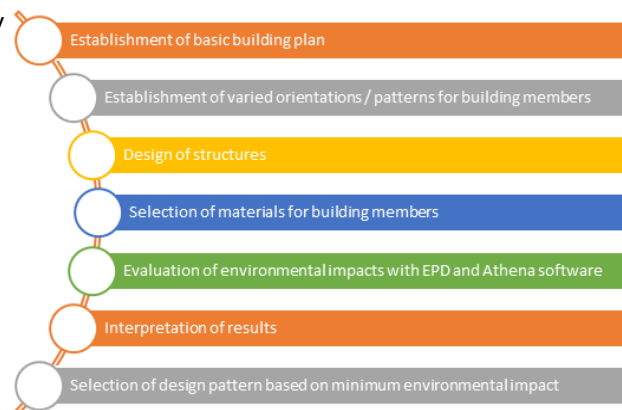 Establishment of basic building plan
Establishment of varied orientations / patterns for building members
Design of structures
Selection of materials for building members
Evaluation of environmental impacts with EPD and Athena software
Interpretation of results
Selection of design pattern based on minimum environmental impact